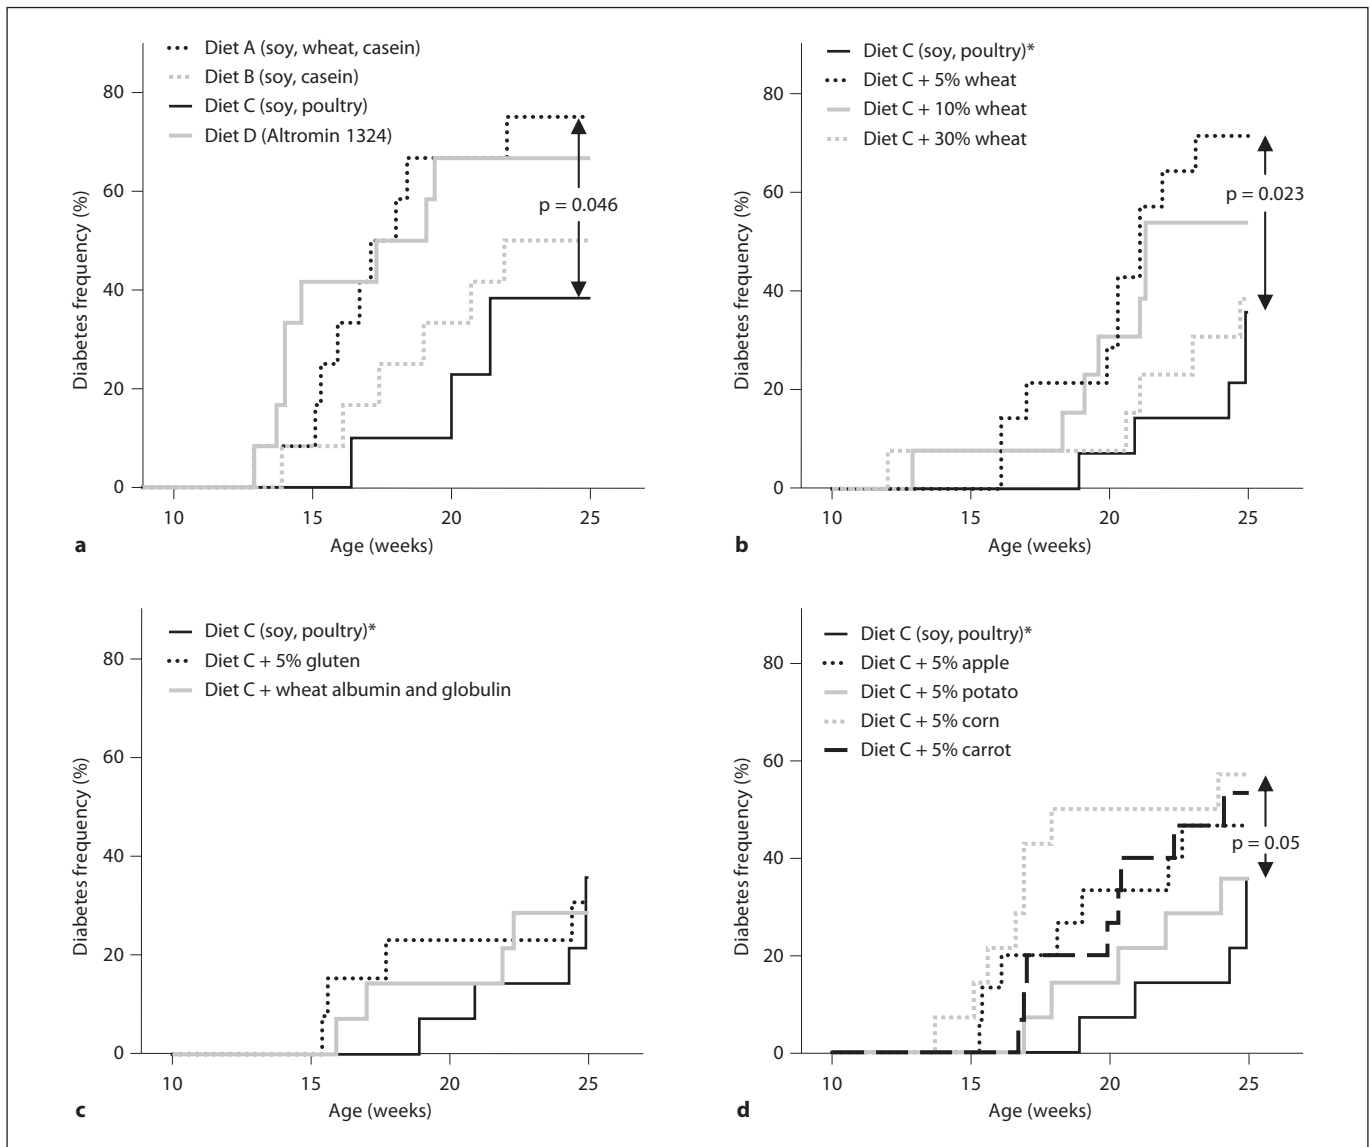 Diet A (soy, wheat, casein)
Diet B (soy, casein)
Diet C (soy, poultry)
Diet D (Altromin 1324)
80
60
40
20
0
Diabetes frequency (%)
p = 0.046
10 15 20 25
Age (weeks)
a
Diet C (soy, poultry)*
Diet C + 5% wheat
Diet C + 10% wheat
Diet C + 30% wheat
80
60
40
20
0
Diabetes frequency (%)
p = 0.023
10 15 20 25
Age (weeks)
b
Diet C (soy, poultry)*
Diet C + 5% gluten
Diet C + wheat albumin and globulin
80
60
40
20
0
Diabetes frequency (%)
10 15 20 25
Age (weeks)
c
Diet C (soy, poultry)*
Diet C + 5% apple
Diet C + 5% potato
Diet C + 5% corn
Diet C + 5% carrot
80
60
40
20
0
Diabetes frequency (%)
p = 0.05
10 15 20 25
Age (weeks)
d